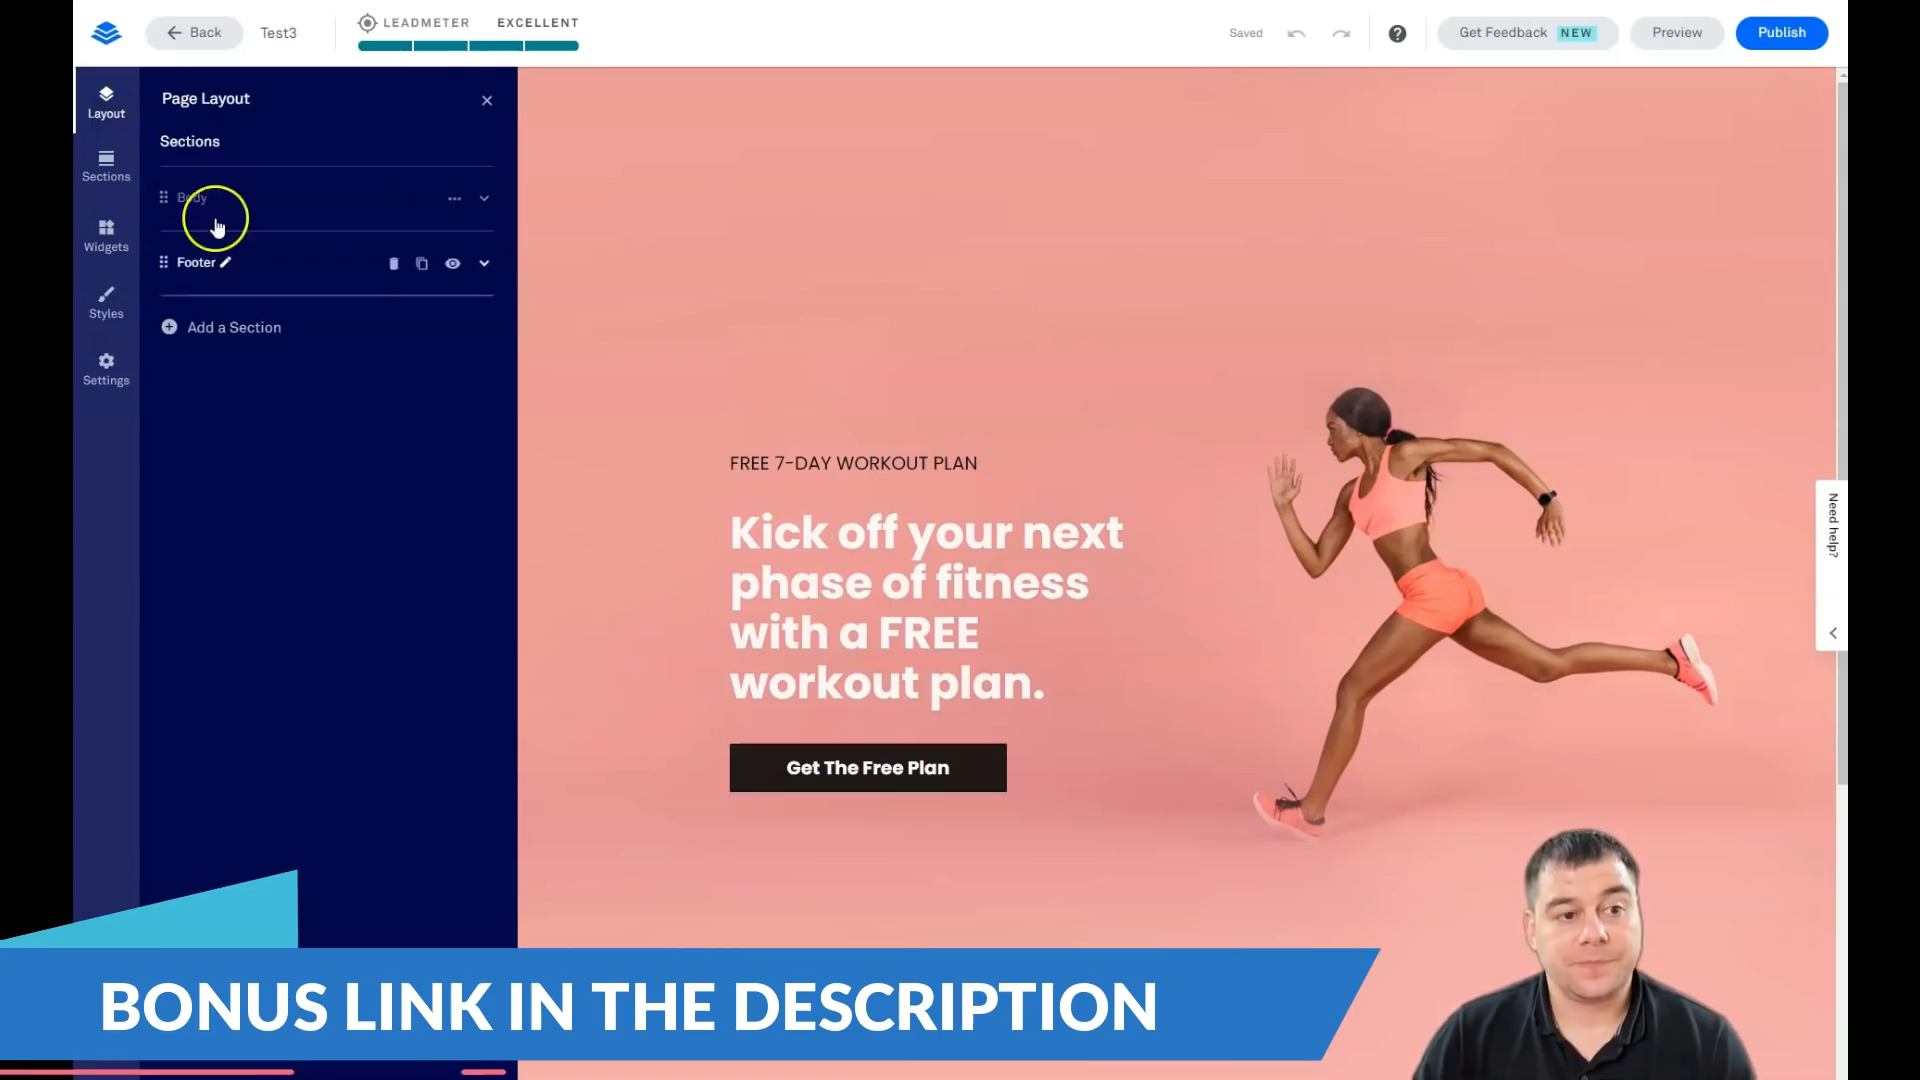 Back
Test3
LEADMETER
EXCELLENT
Saved
Get Feedback NEW
Preview
Publish
Layout
Sections
Widgets
Styles
Settings
Page Layout
Sections
Body
Footer
Add a Section
FREE 7-DAY WORKOUT PLAN
Kick off your next
phase of fitness
with a FREE
workout plan.
Get The Free Plan
Need help?
BONUS LINK IN THE DESCRIPTION